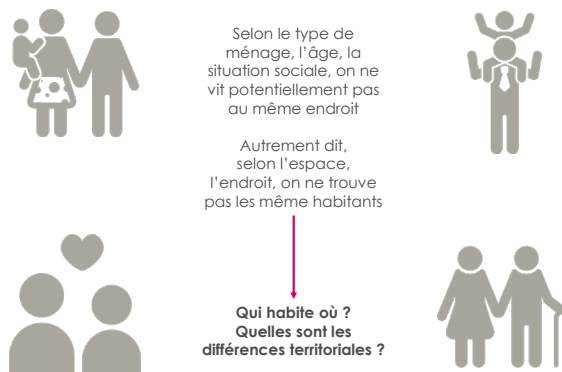 Selon le type de
ménage, l'âge, la
situation sociale, on ne
vit potentiellement pas
au même endroit
Autrement dit,
selon l'espace,
l'endroit, on ne trouve
pas les même habitants
Qui habite où ?
Quelles sont les
différences territoriales ?